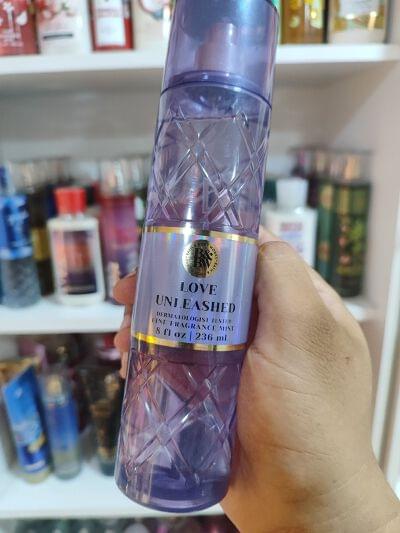 LOVE
UNLEASHED
DERMATOLOGIST TESTED
FINE FRAGRANCE MIST
8 fl oz | 236 ml